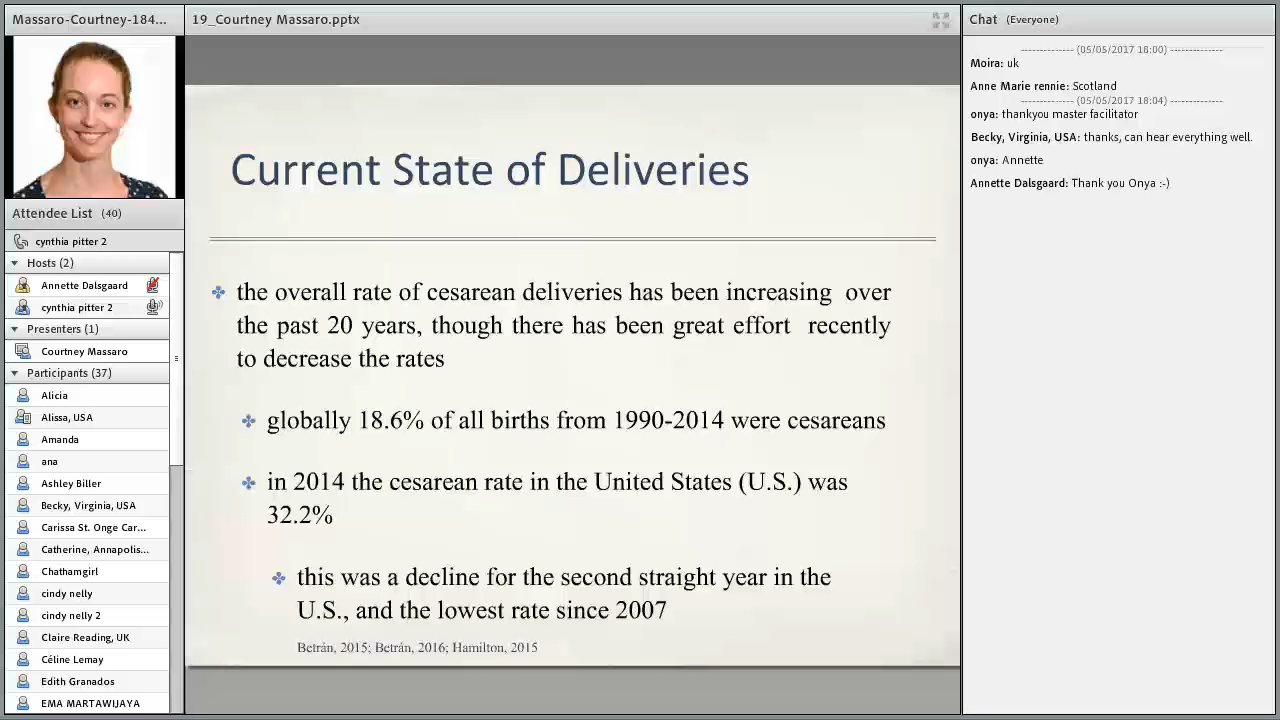 Massaro-Courtney-184...
Attendee List (40)
cynthia pitter 2
Hosts (2)
Annette Dalsgaard
cynthia pitter 2
Presenters (1)
Courtney Massaro
Participants (37)
Alicia
Alissa, USA
Amanda
ana
Ashley Biller
Becky, Virginia, USA
Carissa St. Onge Car...
Catherine, Annapolis...
Chathamgirl
cindy nelly
cindy nelly 2
Claire Reading, UK
Céline Lemay
Edith Granados
EMA MARTAWIJAYA
19_Courtney Massaro.pptx
Current State of Deliveries
the overall rate of cesarean deliveries has been increasing over
the past 20 years, though there has been great effort recently
to decrease the rates
globally 18.6% of all births from 1990-2014 were cesareans
in 2014 the cesarean rate in the United States (U.S.) was
32.2%
this was a decline for the second straight year in the
U.S., and the lowest rate since 2007
Betrán, 2015; Betrán, 2016; Hamilton, 2015
Chat (Everyone)
-------------- (05/05/2017 18:00) --------------
Moira: uk
Anne Marie rennie: Scotland
-------------- (05/05/2017 18:04) --------------
onya: thankyou master facilitator
Becky, Virginia, USA: thanks, can hear everything well.
onya: Annette
Annette Dalsgaard: Thank you Onya :-)